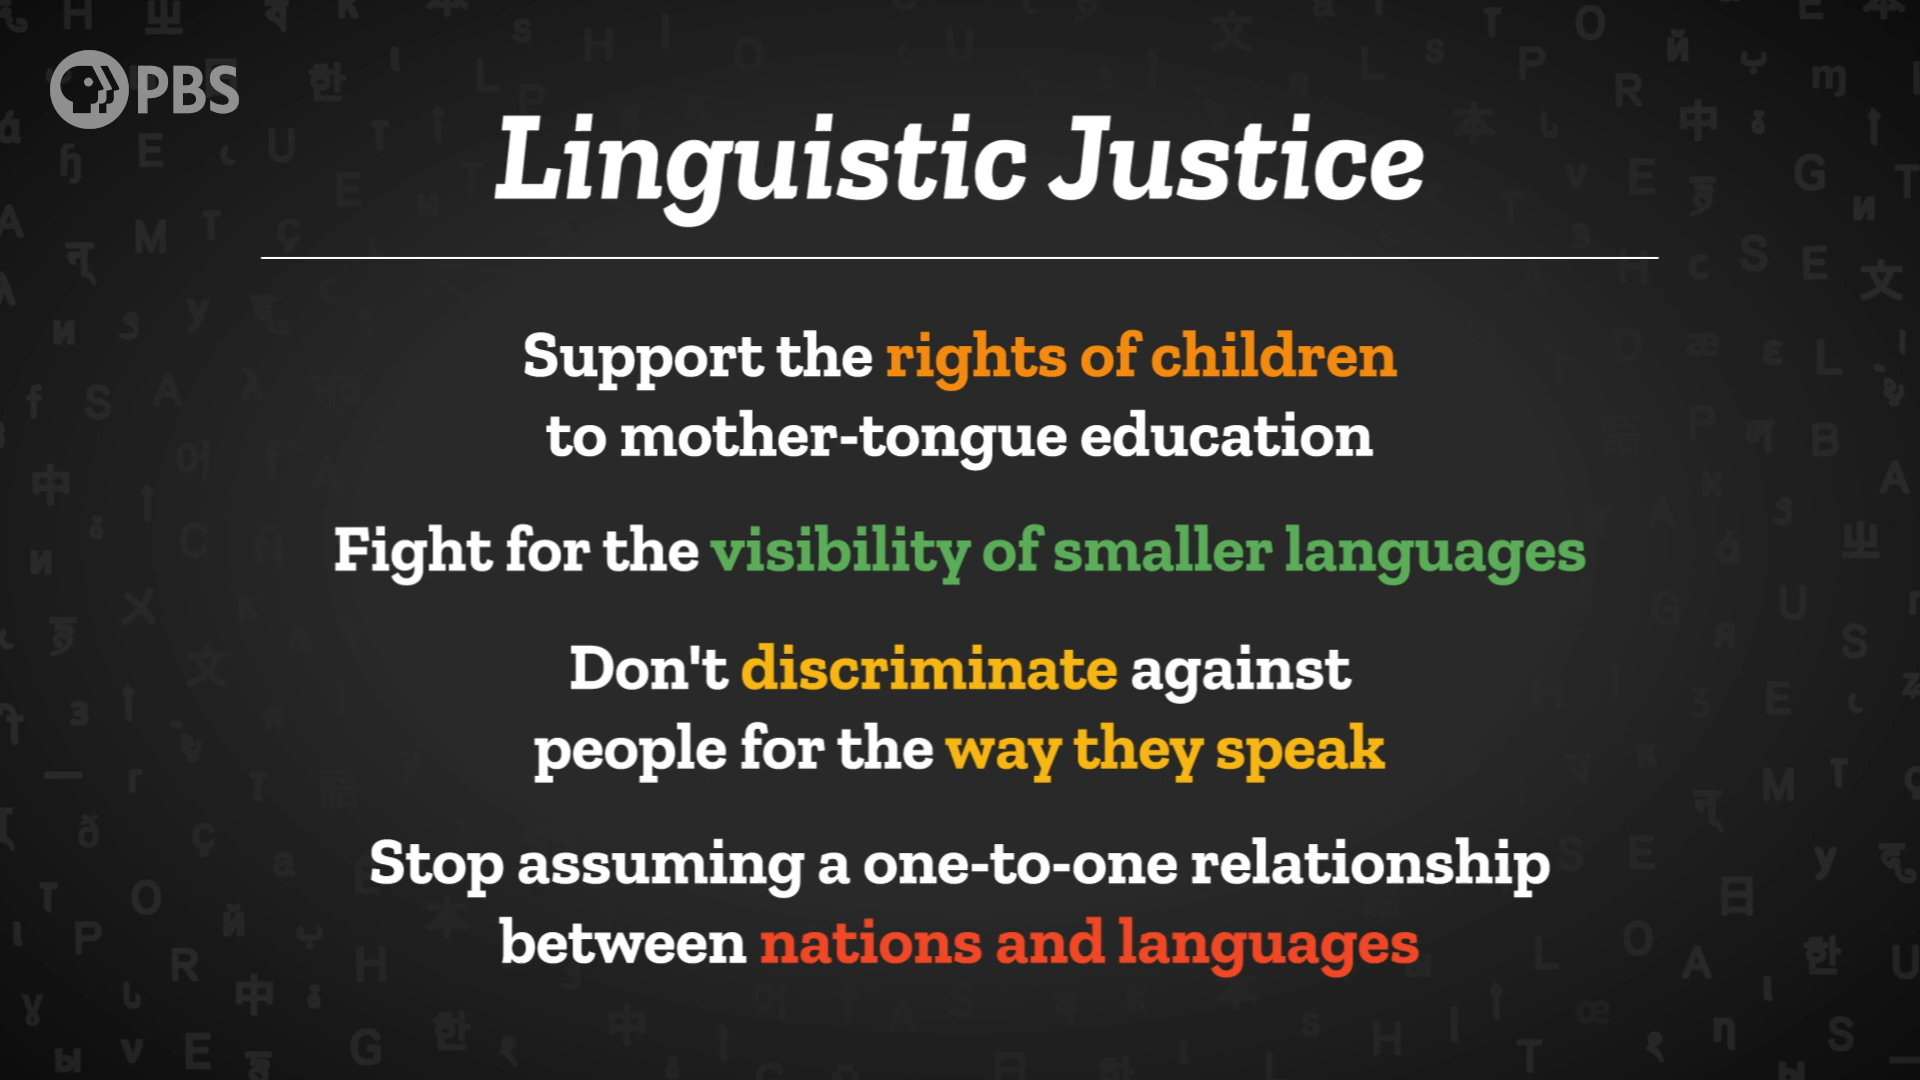 PBS
Linguistic Justice
Support the rights of children
to mother-tongue education
Fight for the visibility of smaller languages
Don't discriminate against
people for the way they speak
Stop assuming a one-to-one relationship
between nations and languages